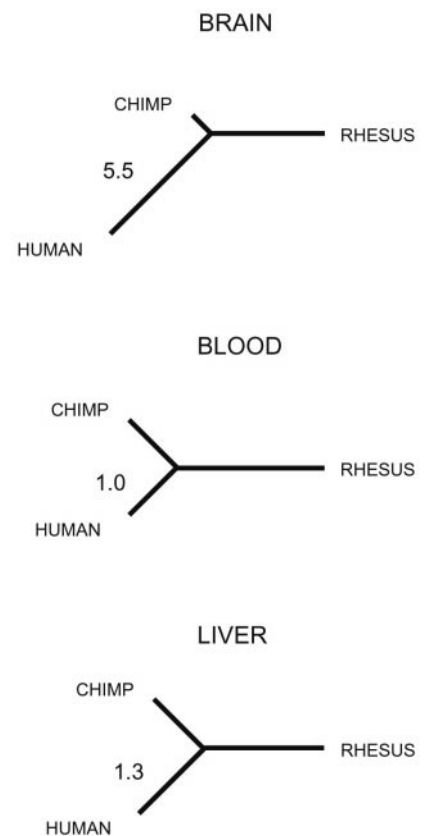 BRAIN
CHIMP
RHESUS
5.5
HUMAN
BLOOD
CHIMP
RHESUS
1.0
HUMAN
LIVER
CHIMP
RHESUS
1.3
HUMAN